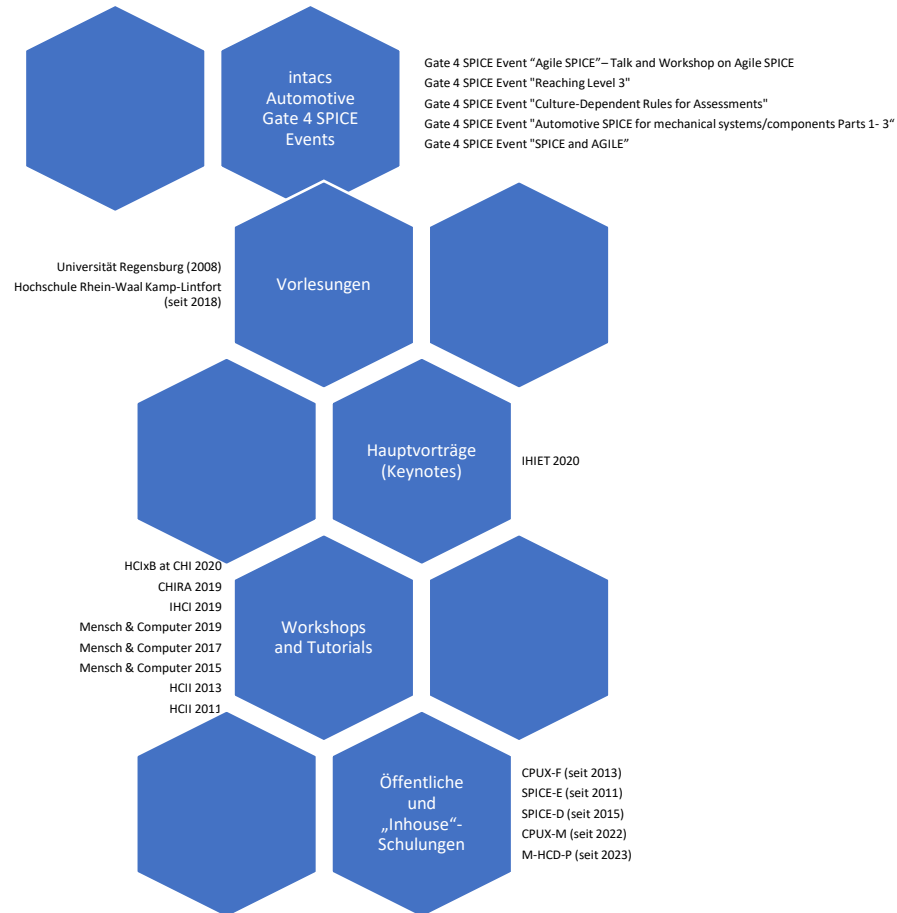 intacs
Automotive
Gate 4 SPICE
Events
Gate 4 SPICE Event “Agile SPICE”– Talk and Workshop on Agile SPICE
Gate 4 SPICE Event "Reaching Level 3"
Gate 4 SPICE Event "Culture-Dependent Rules for Assessments"
Gate 4 SPICE Event "Automotive SPICE for mechanical systems/components Parts 1- 3“
Gate 4 SPICE Event "SPICE and AGILE”
Universität Regensburg (2008)
Hochschule Rhein-Waal Kamp-Lintfort
(seit 2018)
Vorlesungen
Hauptvorträge
(Keynotes)
IHIET 2020
HCIxB at CHI 2020
CHIRA 2019
IHCI 2019
Mensch & Computer 2019
Mensch & Computer 2017
Mensch & Computer 2015
HCII 2013
HCII 2011
Workshops
and Tutorials
Öffentliche
und
„Inhouse“-
Schulungen
CPUX-F (seit 2013)
SPICE-E (seit 2011)
SPICE-D (seit 2015)
CPUX-M (seit 2022)
M-HCD-P (seit 2023)